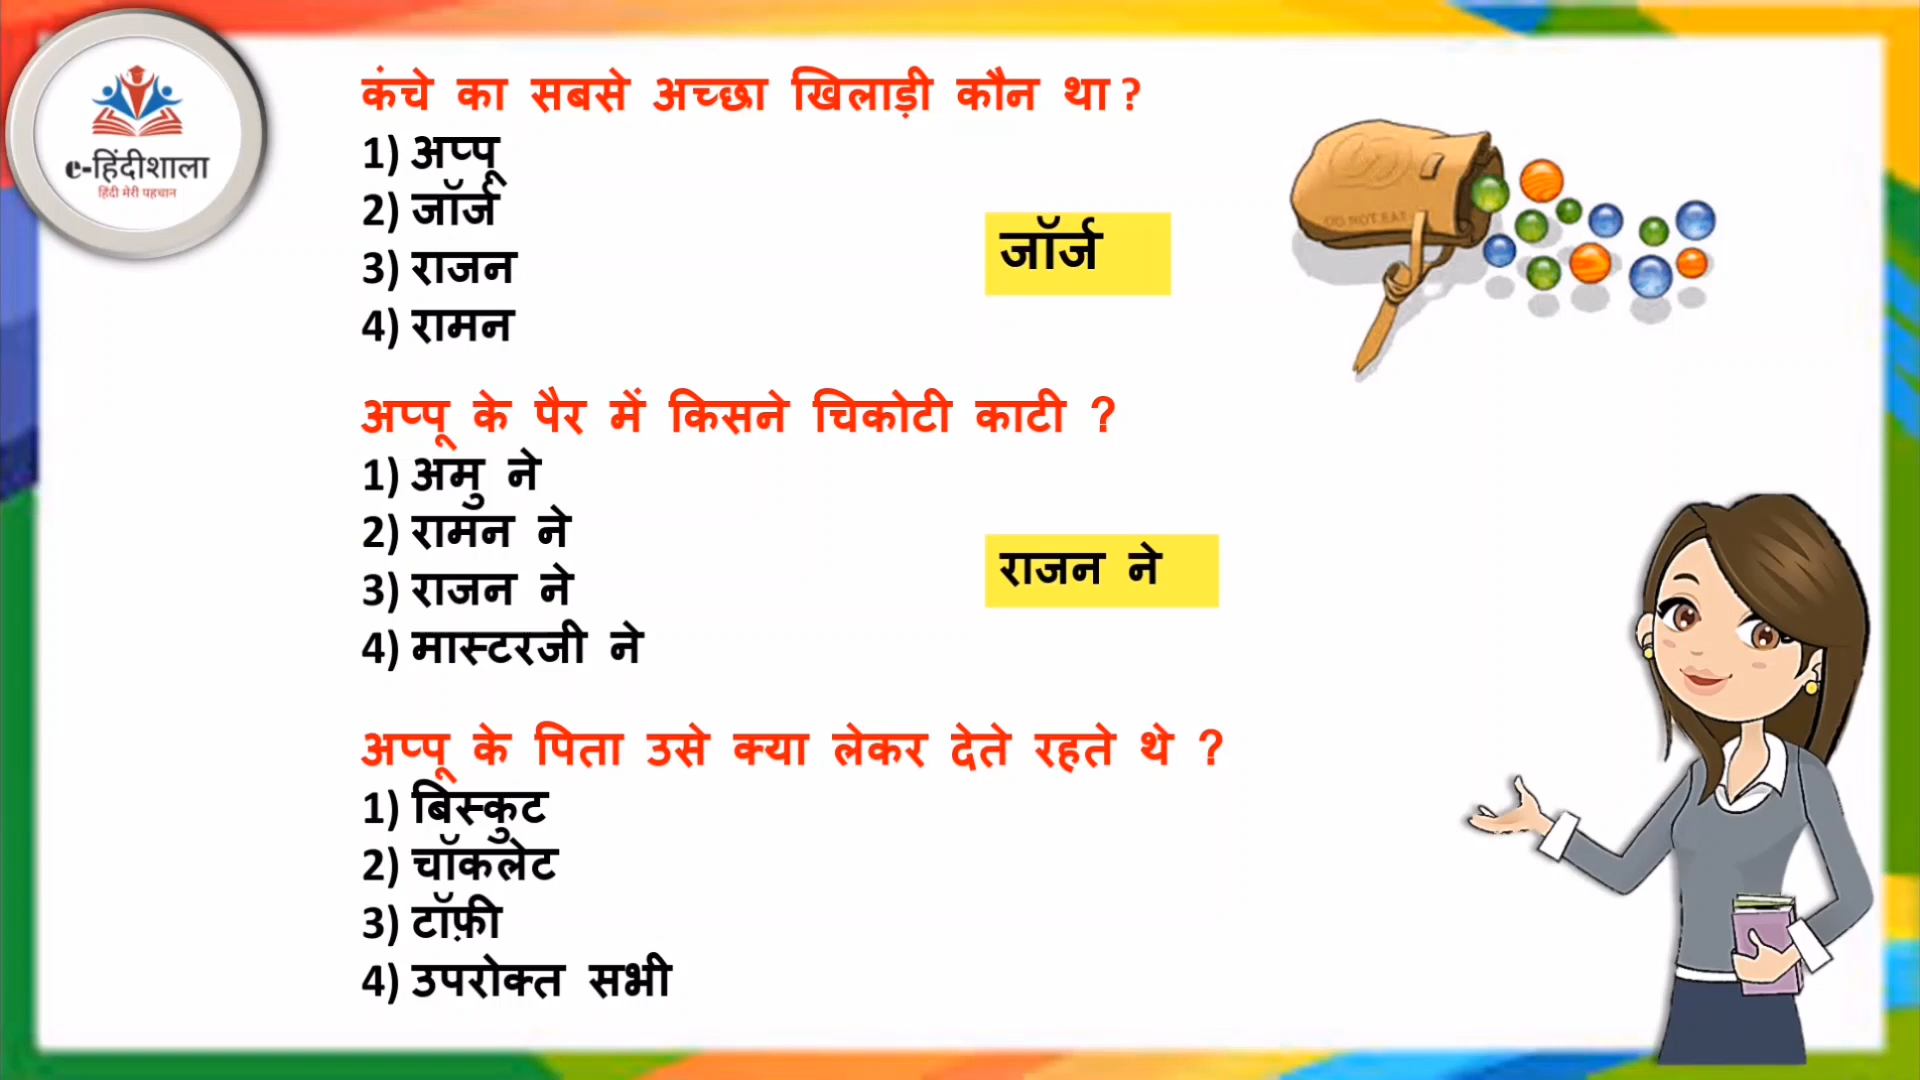 e-हिंदीशाला
हिंदी मेरी पहचान
कंचे का सबसे अच्छा खिलाड़ी कौन था?
1) अप्पू
2) जॉर्ज
3) राजन
4) रामन
जॉर्ज
अप्पू के पैर में किसने चिकोटी काटी ?
1) अमु ने
2) रामन ने
3) राजन ने
4) मास्टरजी ने
राजन ने
अप्पू के पिता उसे क्या लेकर देते रहते थे ?
1) बिस्कुट
2) चॉकलेट
3) टॉफ़ी
4) उपरोक्त सभी